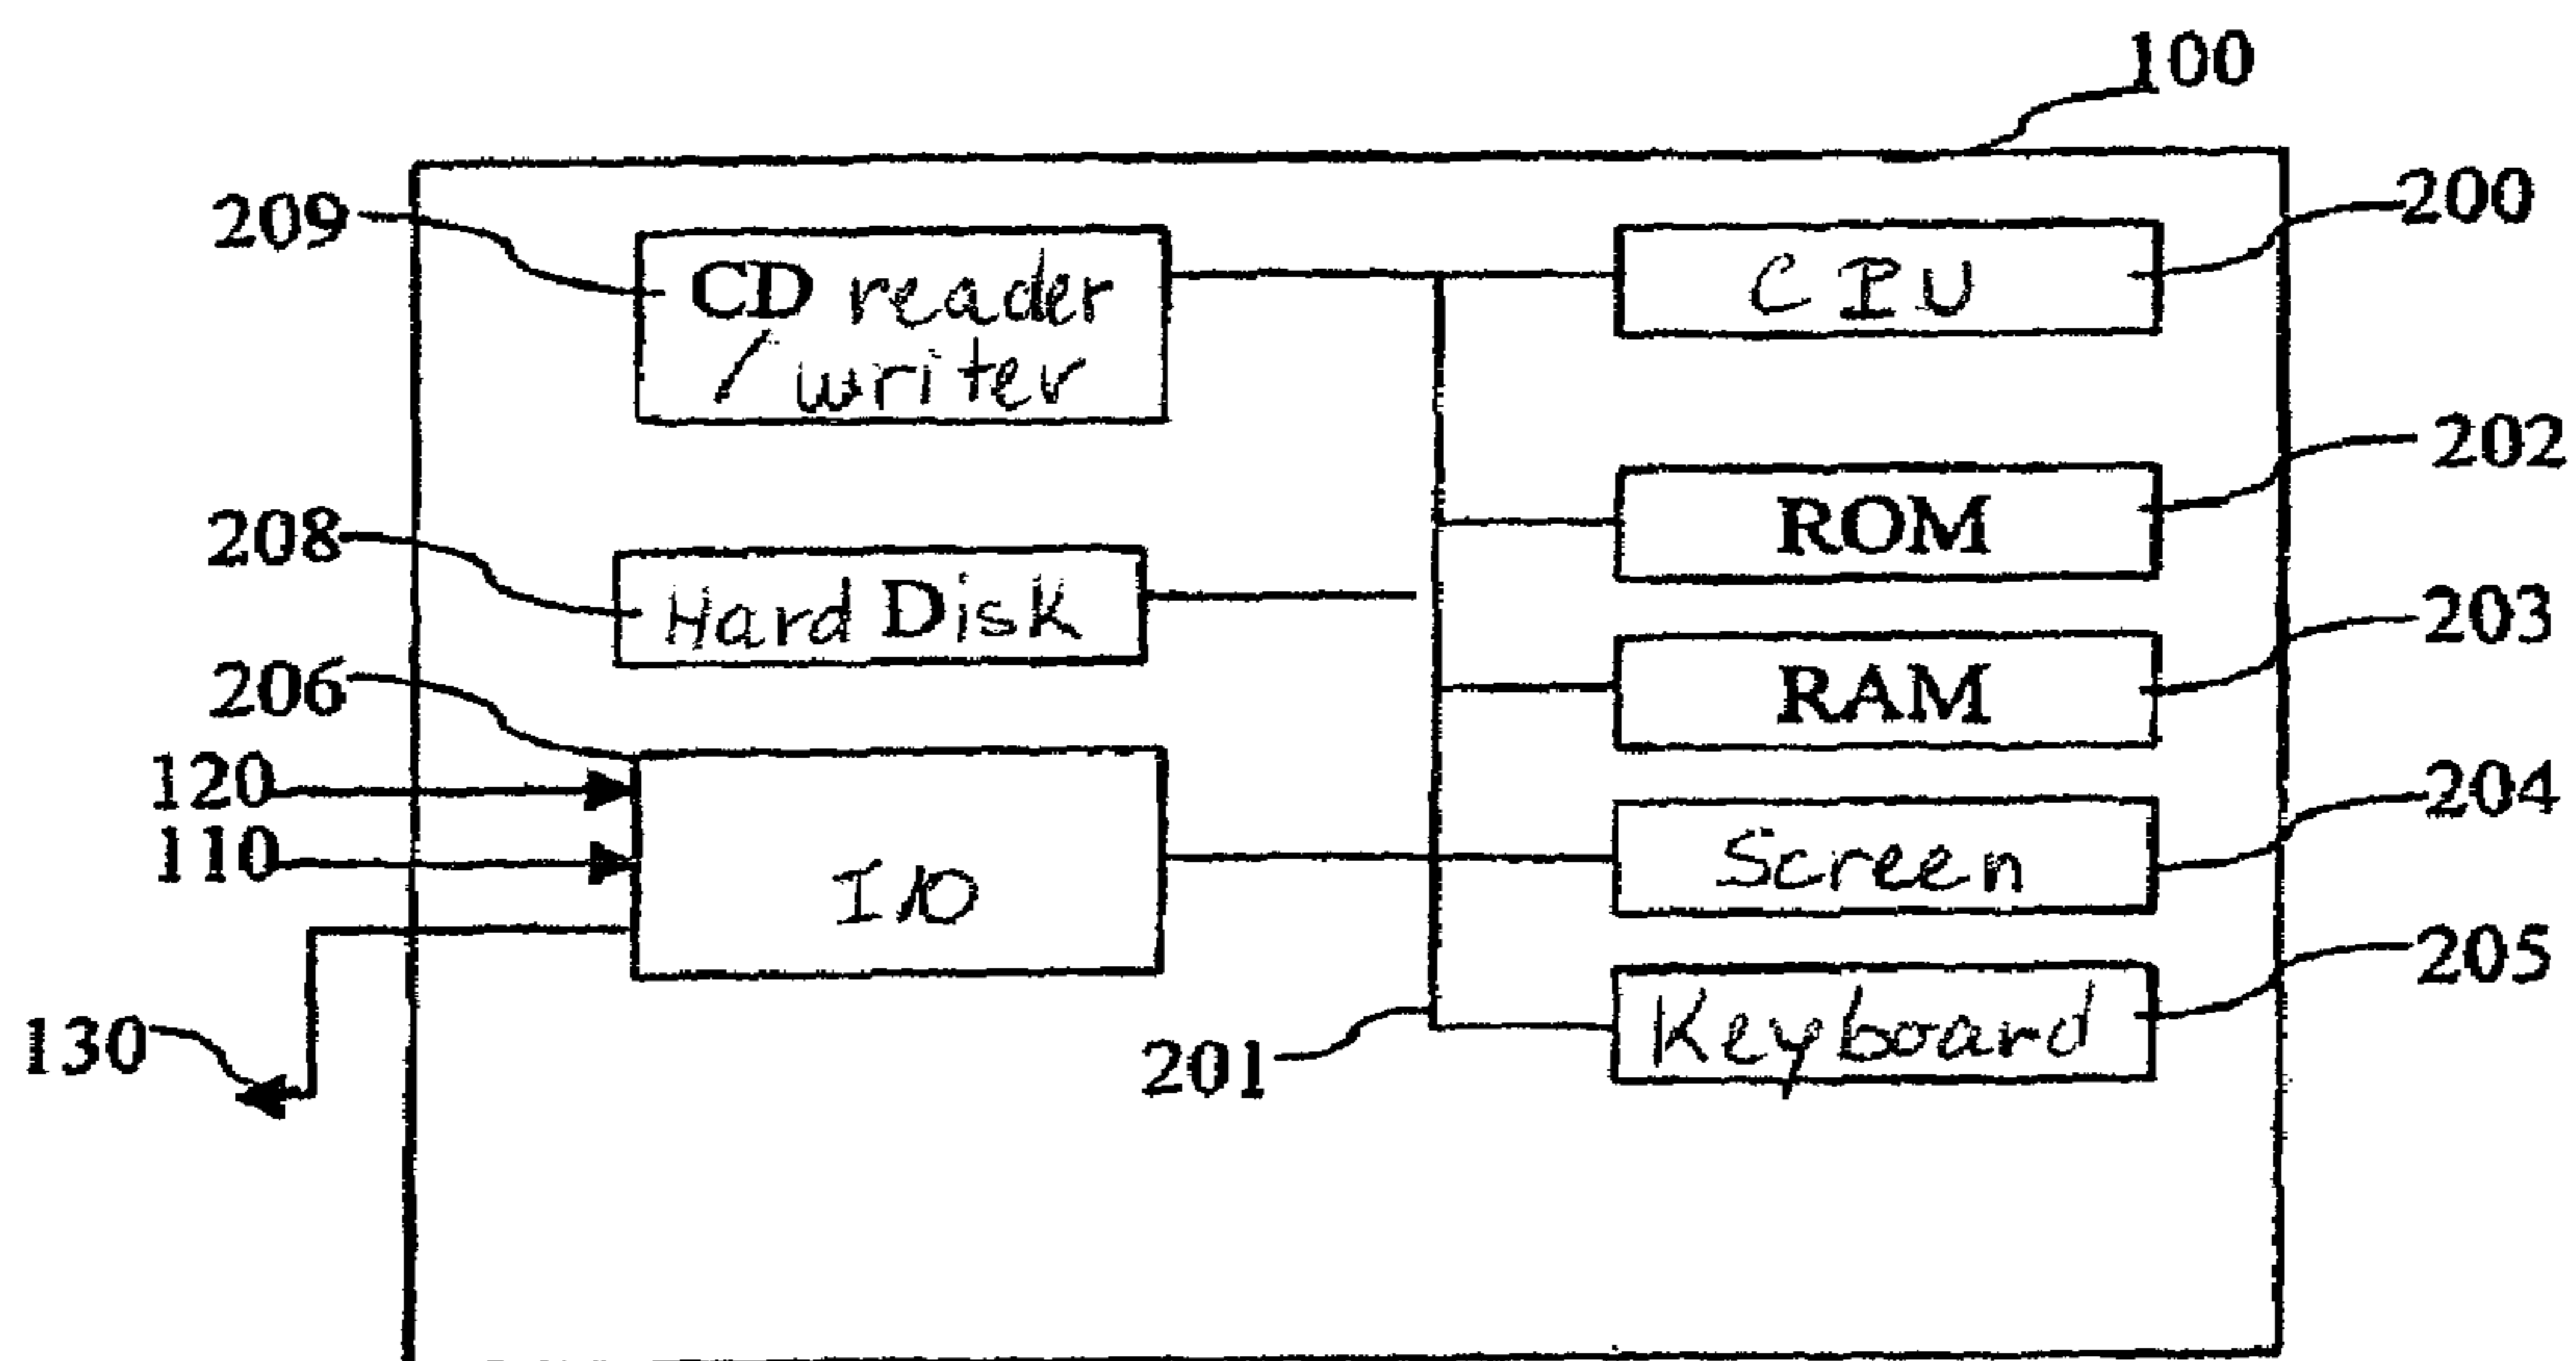 100
209
CD reader
/ writer
CPU
200
ROM
202
208
Hard Disk
RAM
203
206
120
110
I/O
Screen
204
130
201
Keyboard
205